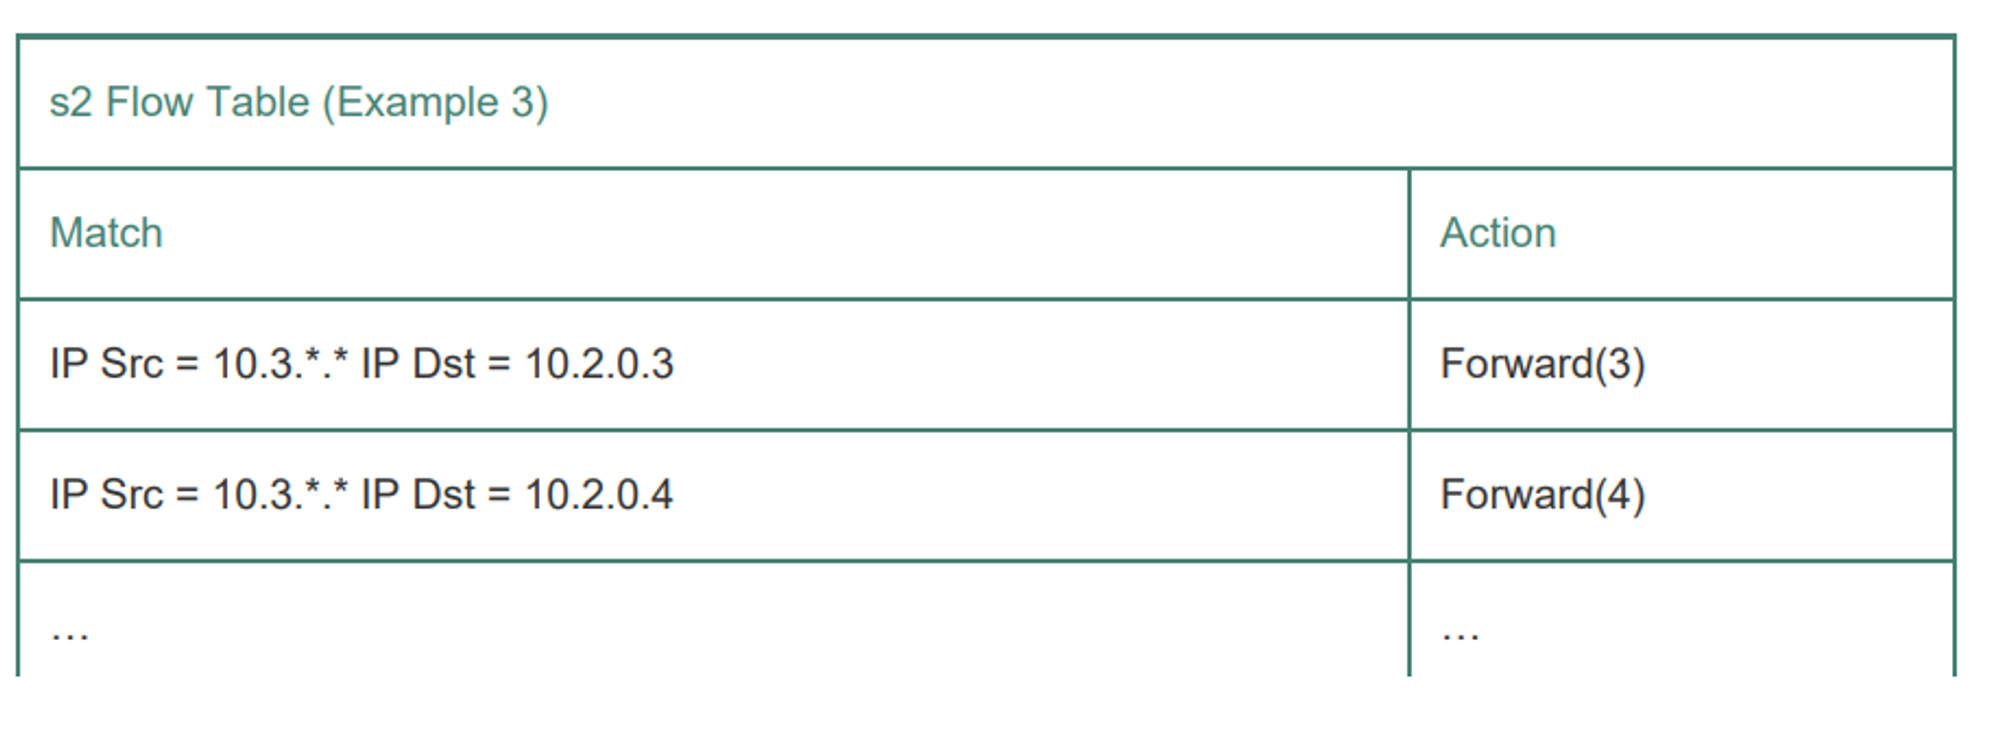 s2 Flow Table (Example 3)
Match Action
IP Src = 10.3.*.* IP Dst = 10.2.0.3 Forward(3)
IP Src = 10.3.*.* IP Dst = 10.2.0.4 Forward(4)
... ...